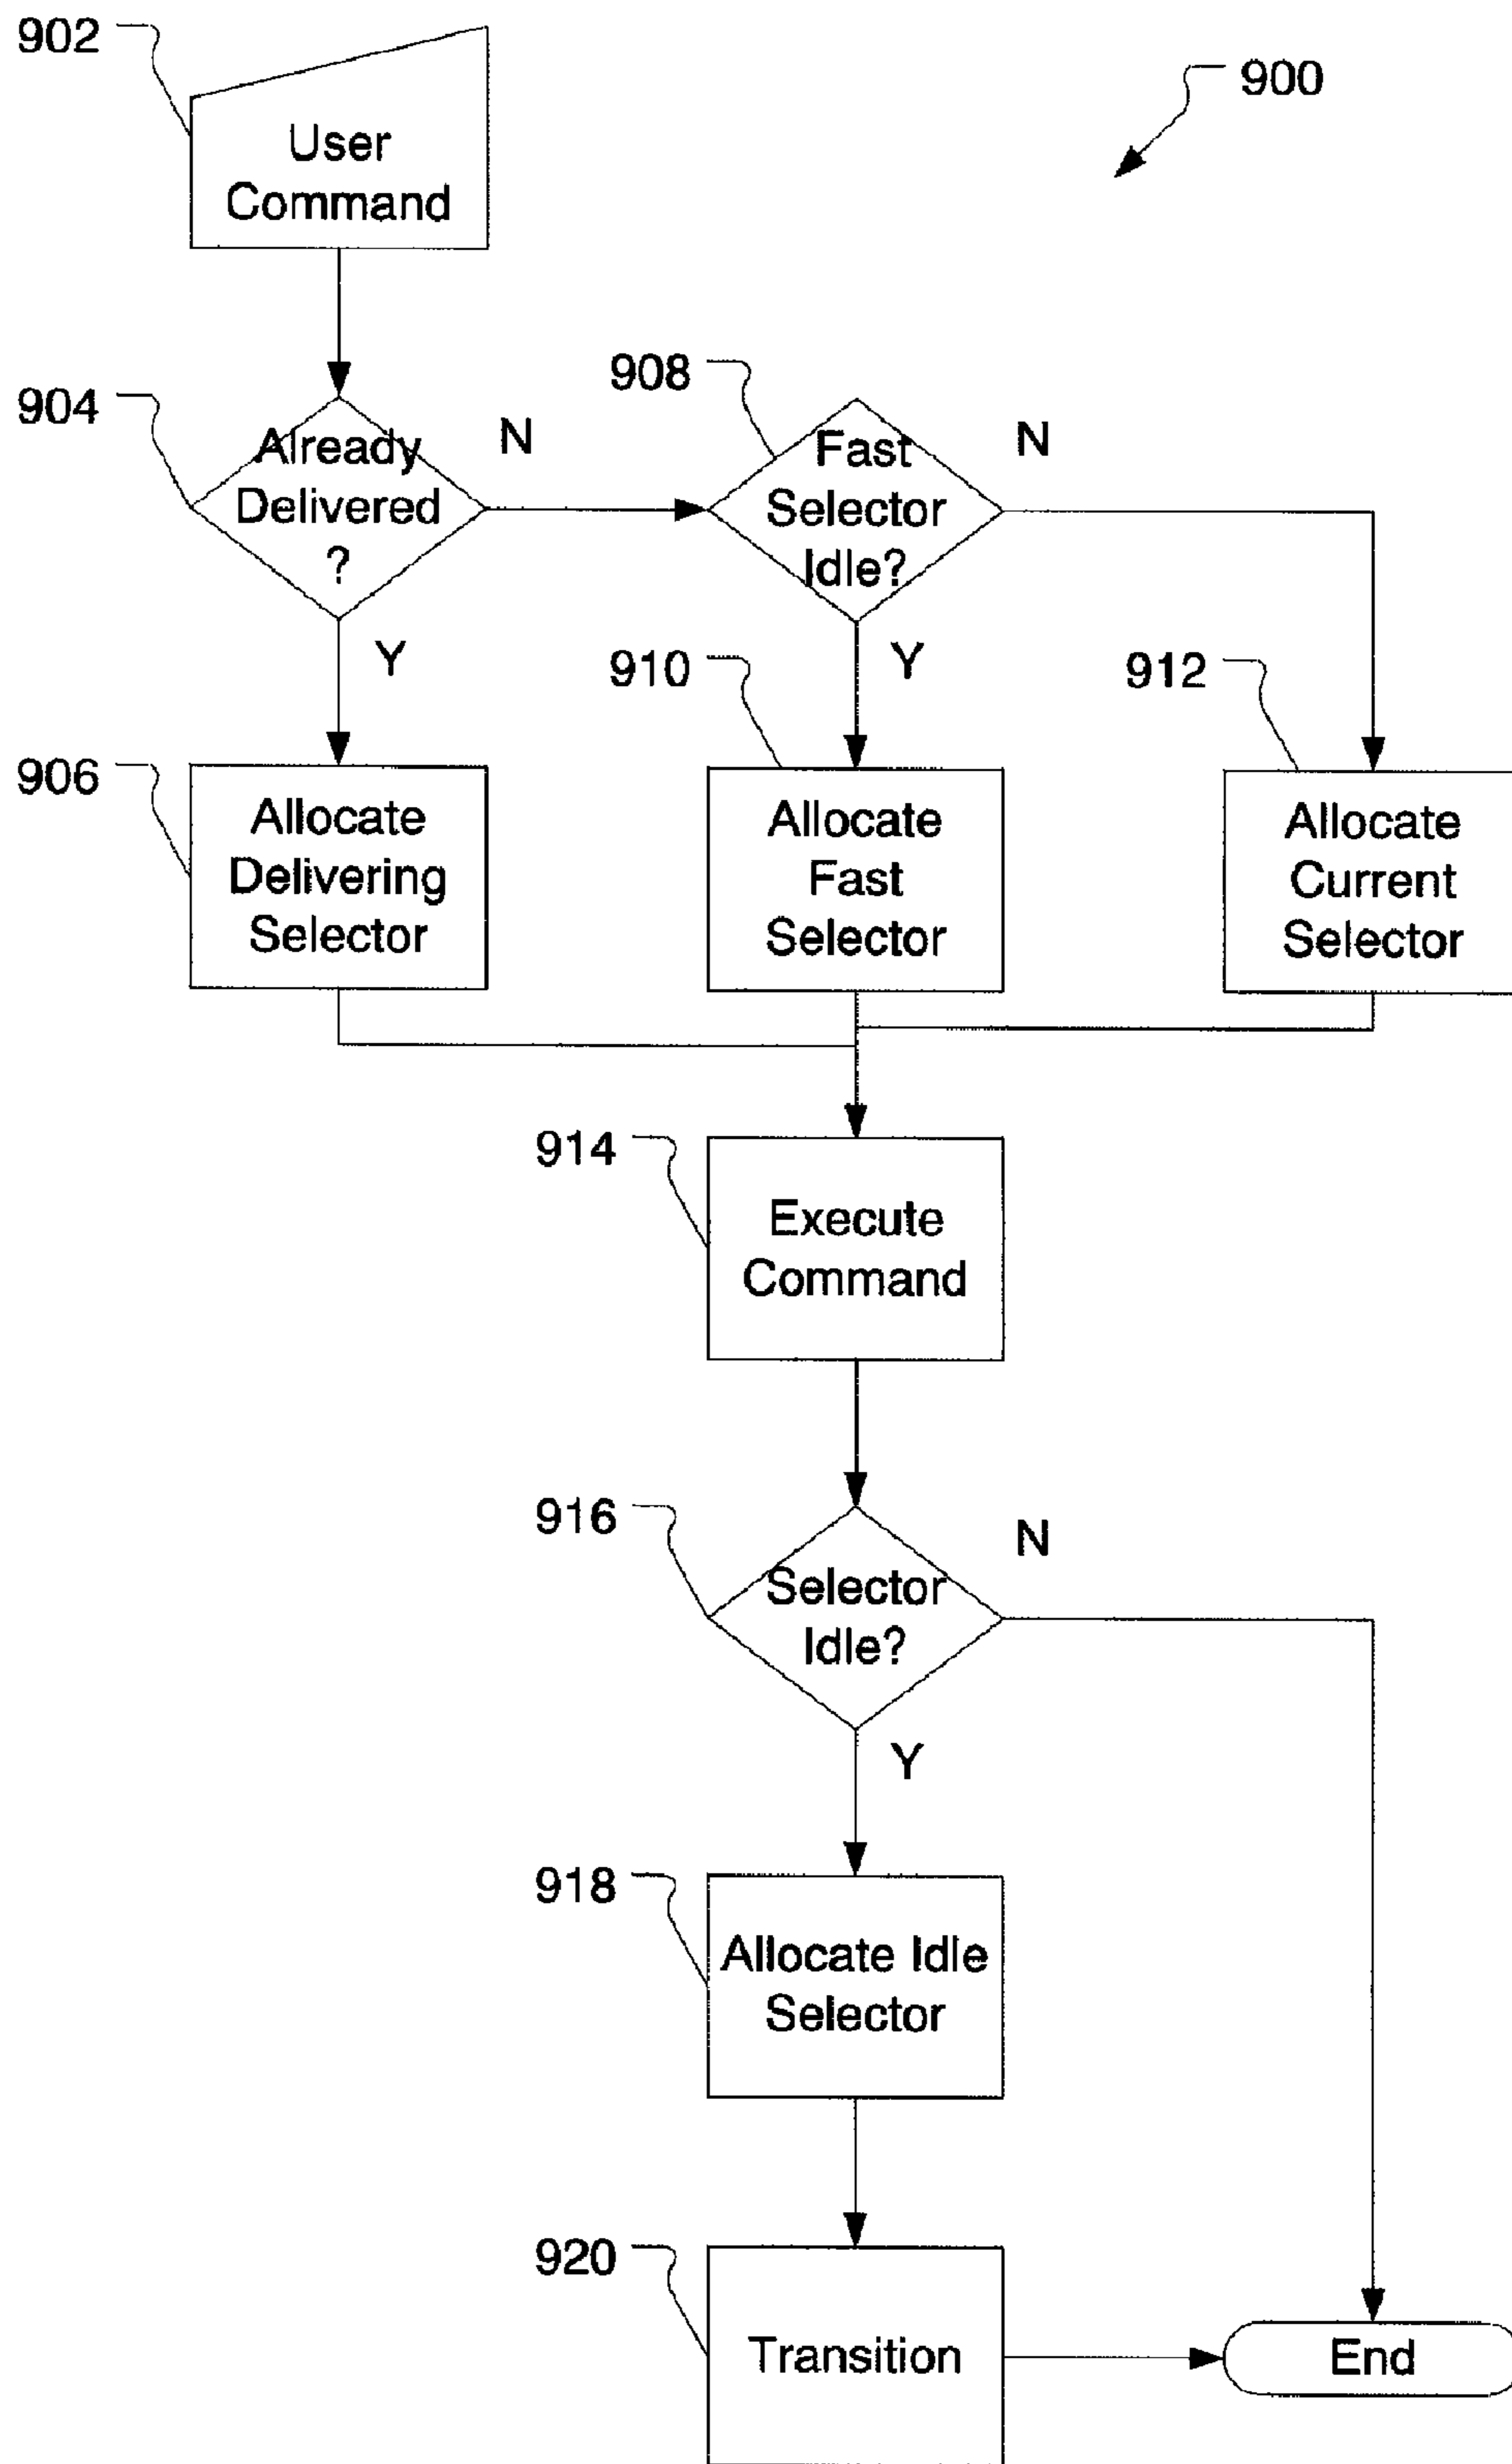 902
User
Command
900
904
Already
Delivered
?
N
Y
908
Fast
Selector
Idle?
N
Y
906
Allocate
Delivering
Selector
910
Allocate
Fast
Selector
912
Allocate
Current
Selector
914
Execute
Command
916
Selector
Idle?
N
Y
918
Allocate Idle
Selector
920
Transition
End